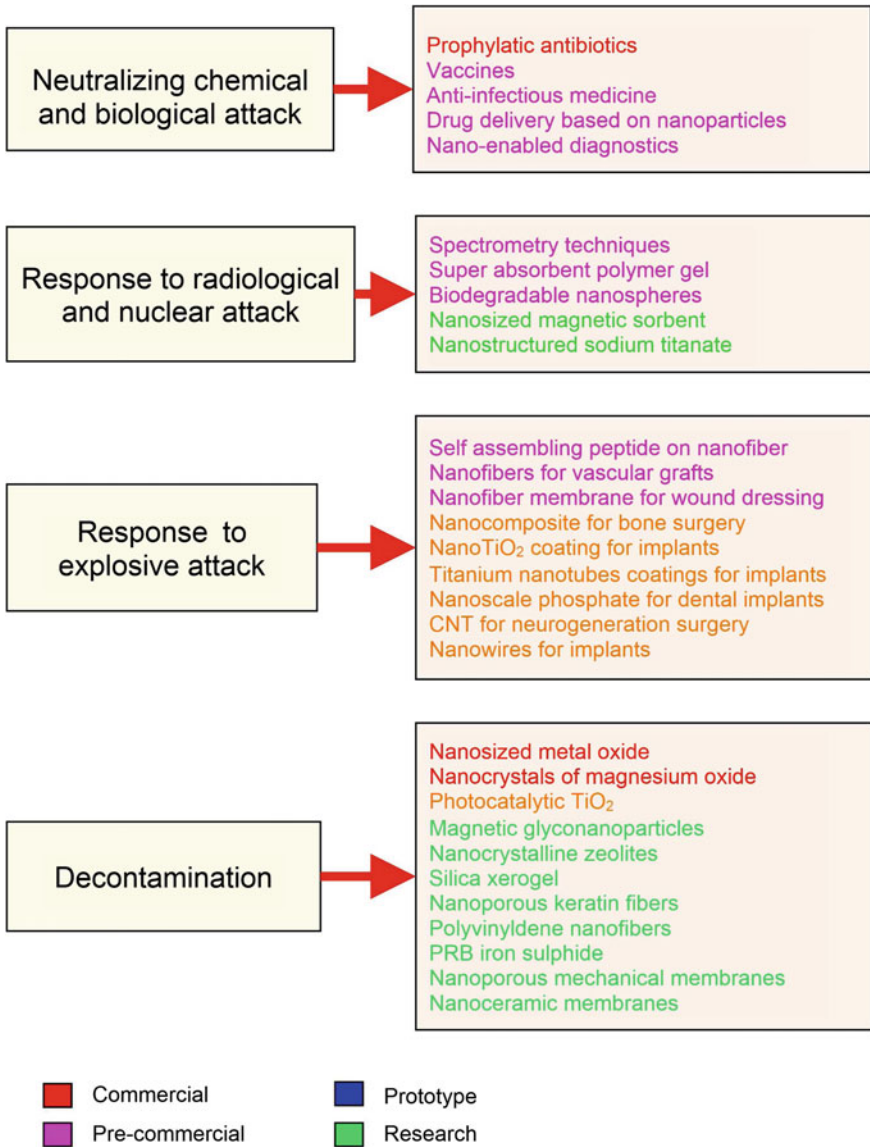 Neutralizing chemical
and biological attack
Prophylatic antibiotics
Vaccines
Anti-infectious medicine
Drug delivery based on nanoparticles
Nano-enabled diagnostics
Response to radiological
and nuclear attack
Spectrometry techniques
Super absorbent polymer gel
Biodegradable nanospheres
Nanosized magnetic sorbent
Nanostructured sodium titanate
Response to
explosive attack
Self assembling peptide on nanofiber
Nanofibers for vascular grafts
Nanofiber membrane for wound dressing
Nanocomposite for bone surgery
NanoTiO₂ coating for implants
Titanium nanotubes coatings for implants
Nanoscale phosphate for dental implants
CNT for neurogeneration surgery
Nanowires for implants
Decontamination
Nanosized metal oxide
Nanocrystals of magnesium oxide
Photocatalytic TiO₂
Magnetic glyconanoparticles
Nanocrystalline zeolites
Silica xerogel
Nanoporous keratin fibers
Polyvinyldene nanofibers
PRB iron sulphide
Nanoporous mechanical membranes
Nanoceramic membranes
Commercial
Prototype
Pre-commercial
Research